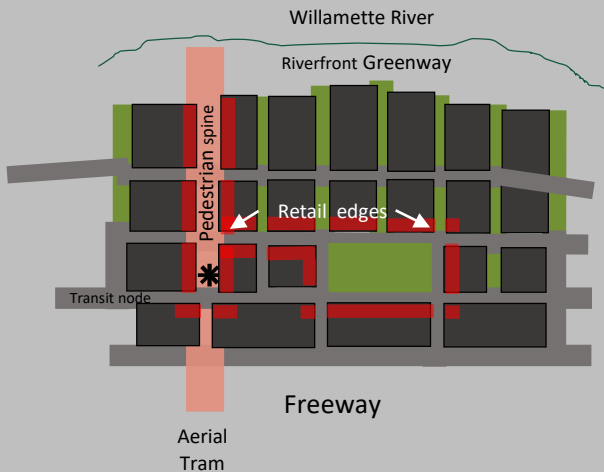 Willamette River
Riverfront Greenway
Pedestrian spine
Retail edges
Transit node
Freeway
Aerial
Tram